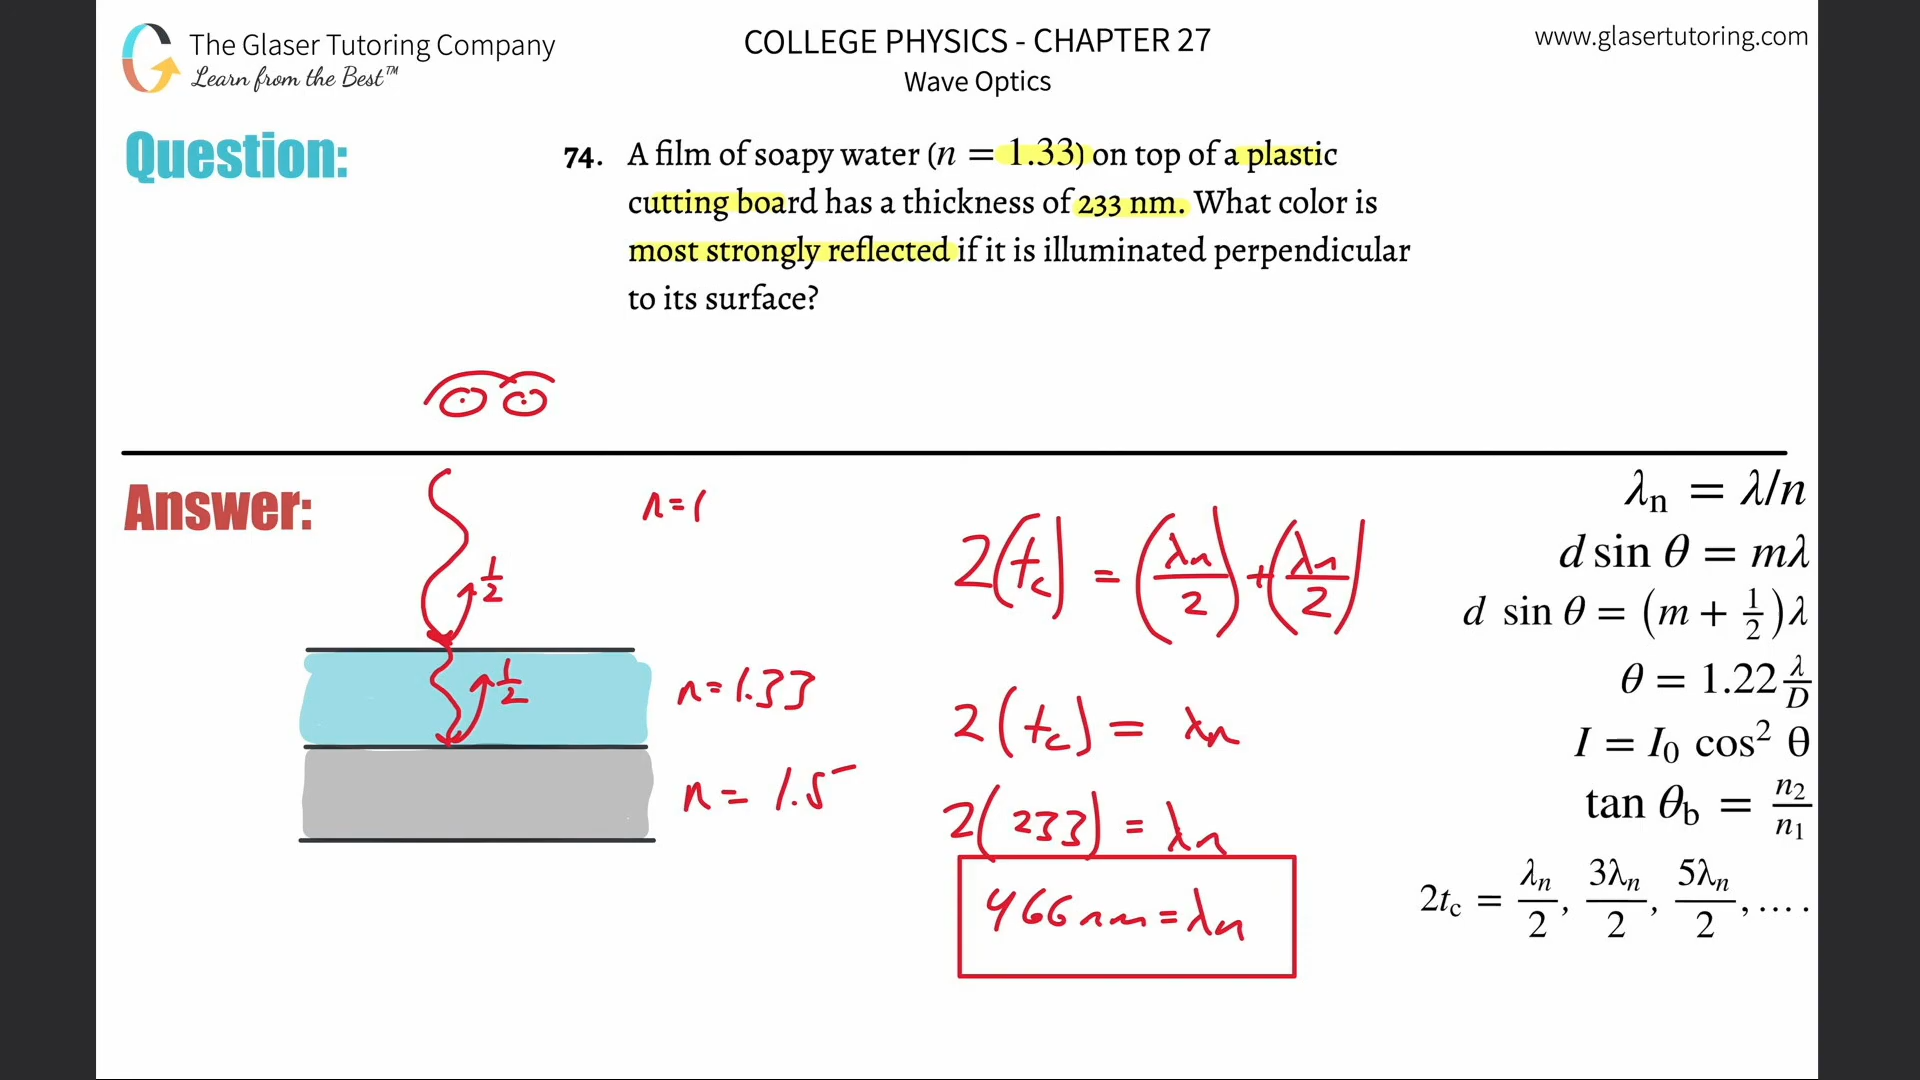 The Glaser Tutoring Company
Learn from the Best™
COLLEGE PHYSICS - CHAPTER 27
Wave Optics
www.glasertutoring.com
Question:
74. A film of soapy water (n = 1.33) on top of a plastic
cutting board has a thickness of 233 nm. What color is
most strongly reflected if it is illuminated perpendicular
to its surface?
Answer:
n=1
1/2
1/2
n=1.33
n= 1.5
2(tc) = (λn/2)+(λn/2)
2(tc) = λn
2(233) = λn
466nm=λn
λn = λ/n
d sin θ = mλ
d sin θ = (m + 1/2)λ
θ = 1.22 λ/D
I = I0 cos² θ
tan θb = n2/n1
2tc = λn/2, 3λn/2, 5λn/2, ....